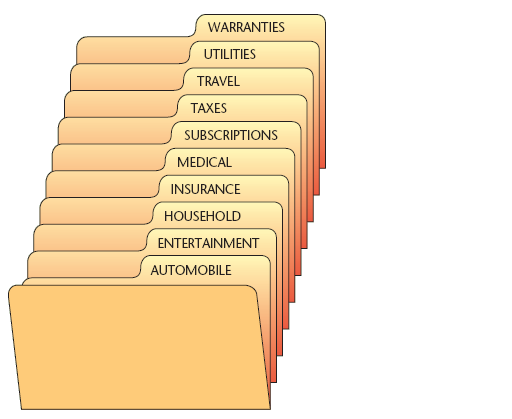 WARRANTIES
UTILITIES
TRAVEL
TAXES
SUBSCRIPTIONS
MEDICAL
INSURANCE
HOUSEHOLD
ENTERTAINMENT
AUTOMOBILE